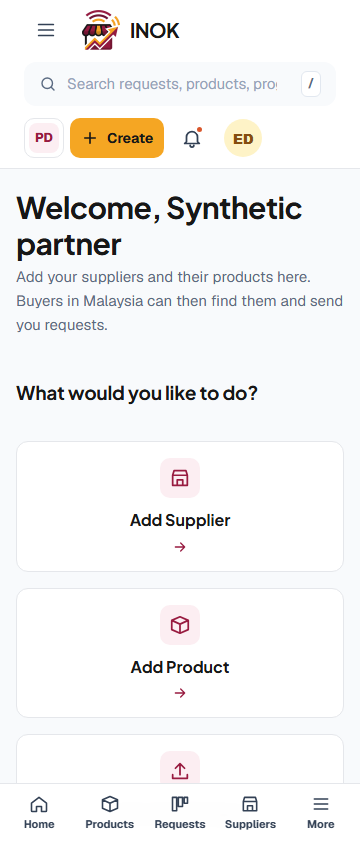 INOK
Search requests, products, pro
/
PD
Create
ED
Welcome, Synthetic
partner
Add your suppliers and their products here.
Buyers in Malaysia can then find them and send
you requests.
What would you like to do?
Add Supplier
Add Product
Home
Products
Requests
Suppliers
More